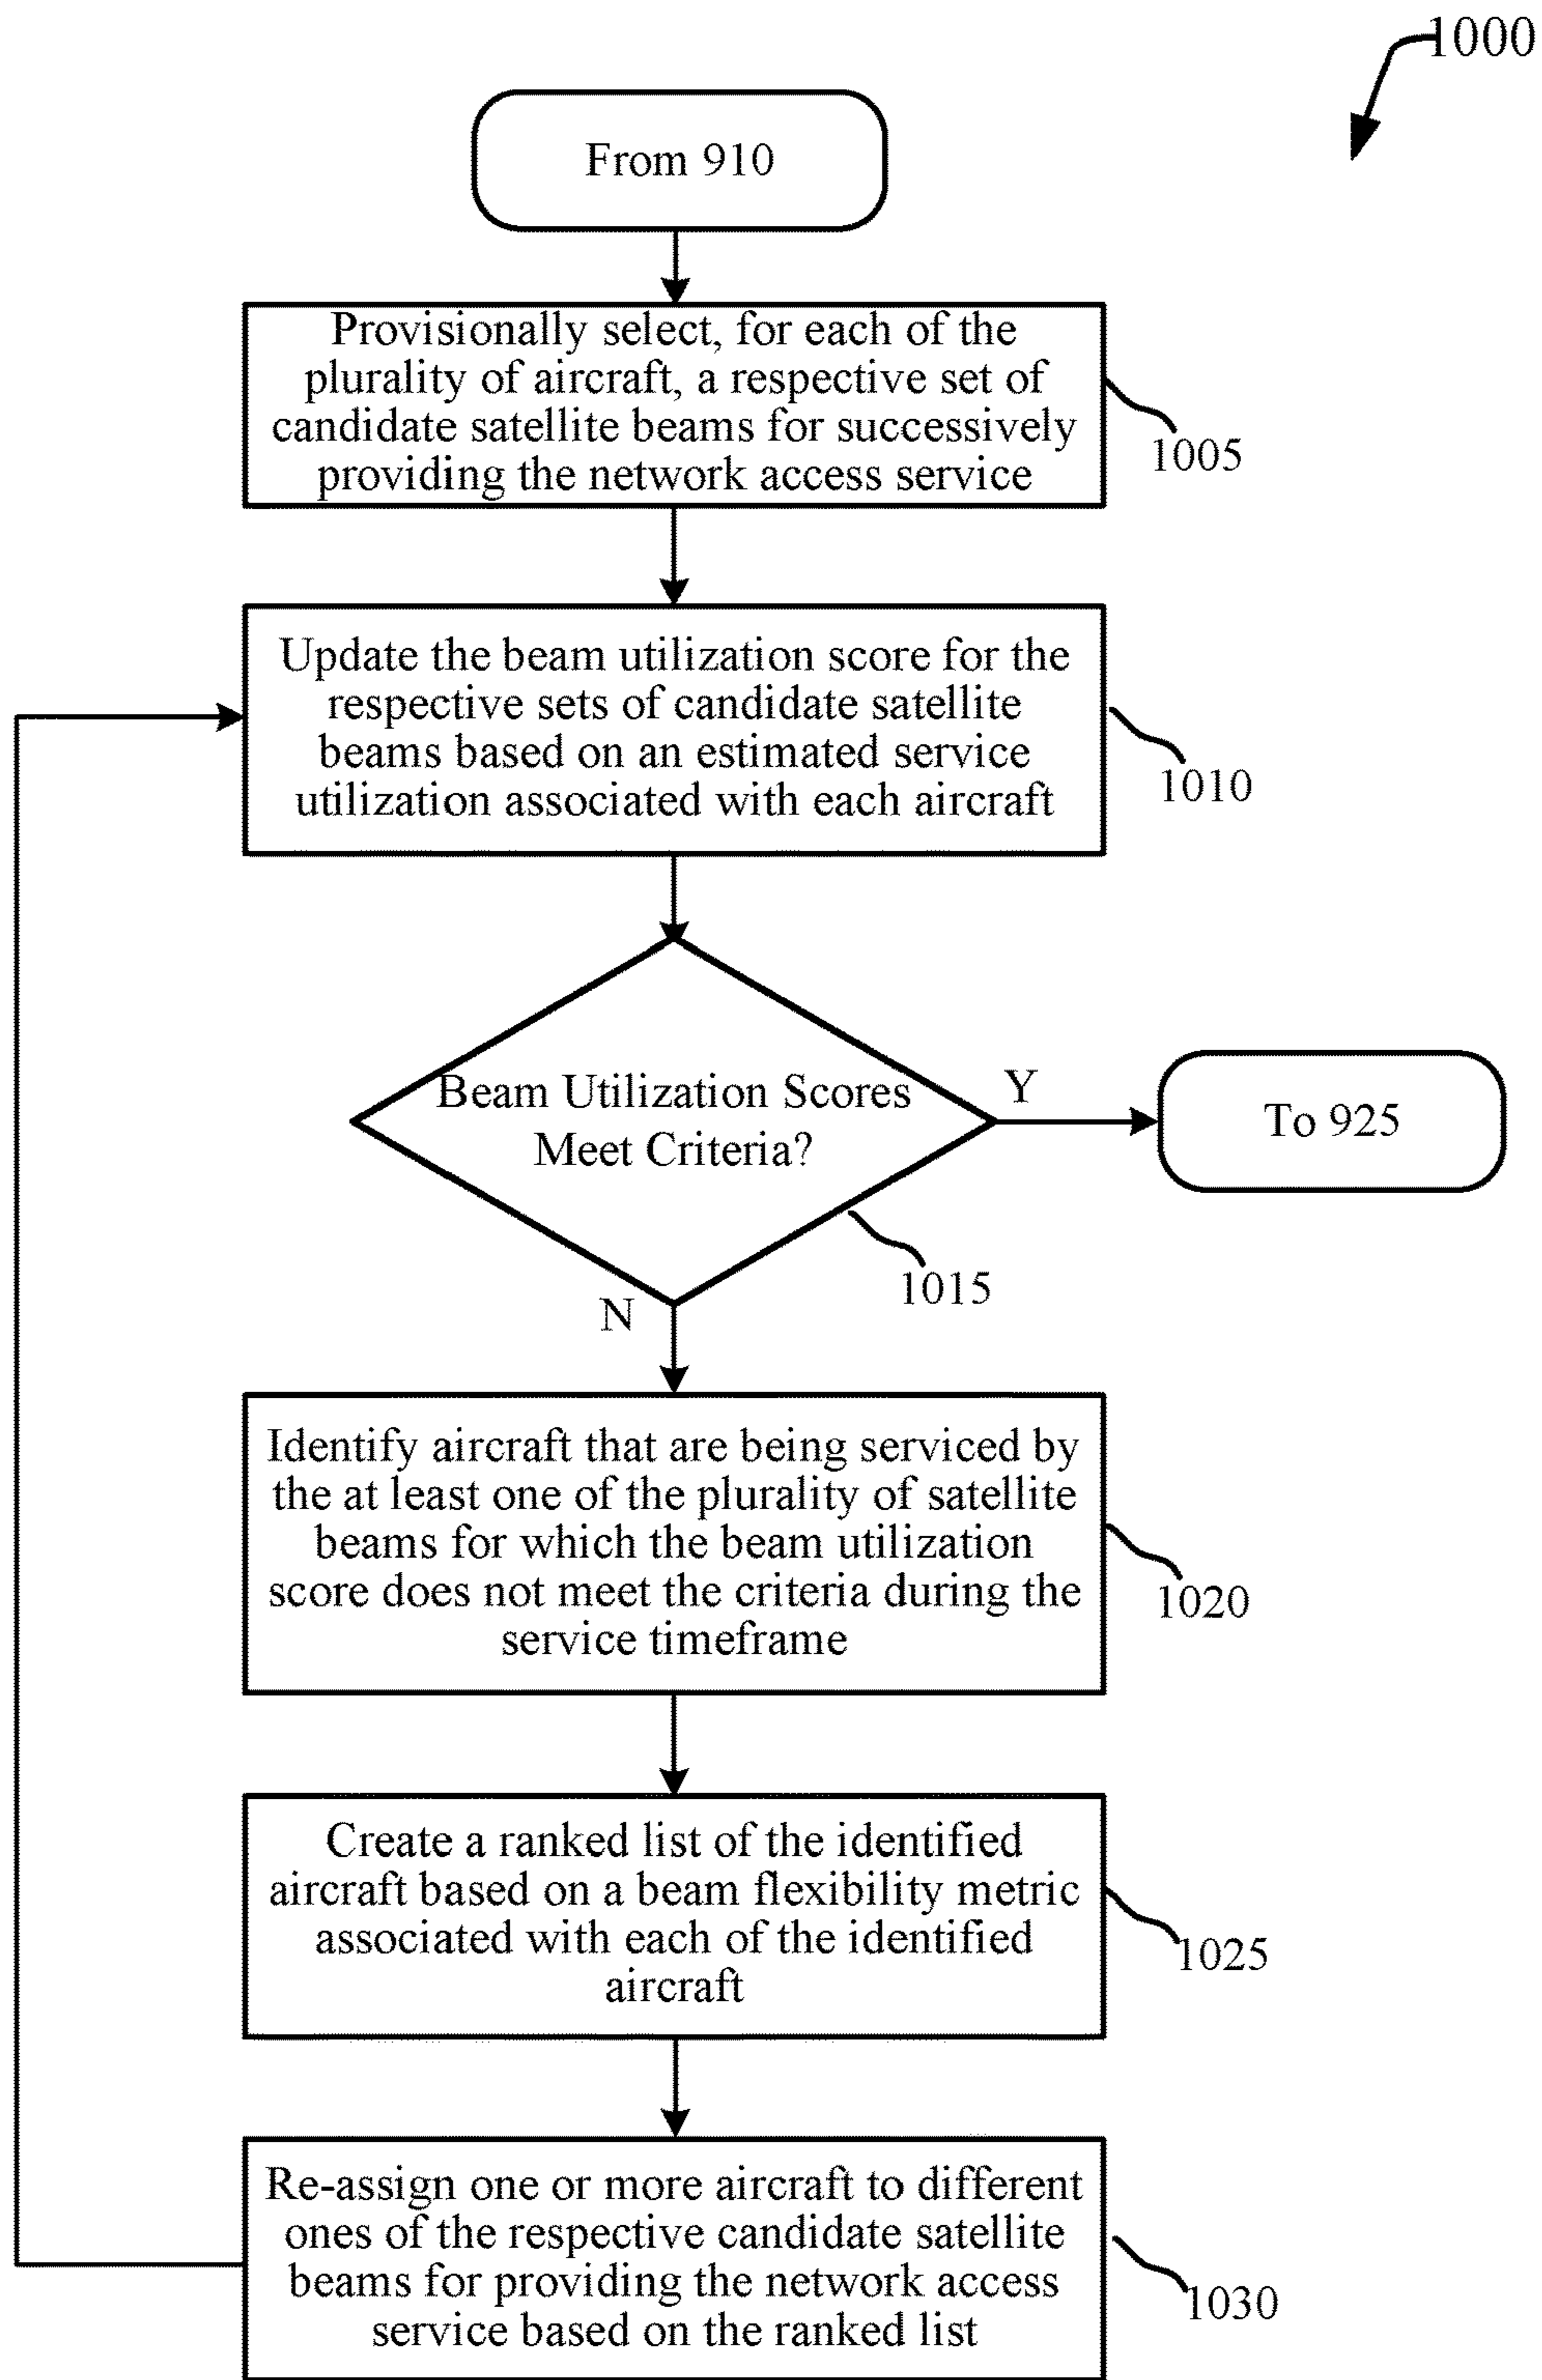 1000
From 910
Provisionally select, for each of the
plurality of aircraft, a respective set of
candidate satellite beams for successively
providing the network access service
1005
Update the beam utilization score for the
respective sets of candidate satellite
beams based on an estimated service
utilization associated with each aircraft
1010
Beam Utilization Scores
Meet Criteria?
Y
To 925
1015
N
Identify aircraft that are being serviced by
the at least one of the plurality of satellite
beams for which the beam utilization
score does not meet the criteria during the
service timeframe
1020
Create a ranked list of the identified
aircraft based on a beam flexibility metric
associated with each of the identified
aircraft
1025
Re-assign one or more aircraft to different
ones of the respective candidate satellite
beams for providing the network access
service based on the ranked list
1030